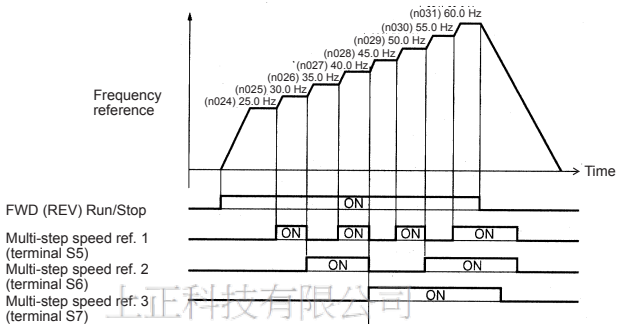 (n031) 60.0 Hz
(n030) 55.0 Hz
(n029) 50.0 Hz
(n028) 45.0 Hz
(n027) 40.0 Hz
(n026) 35.0 Hz
(n025) 30.0 Hz
(n024) 25.0 Hz
Frequency
reference
Time
FWD (REV) Run/Stop
ON
Multi-step speed ref. 1
(terminal S5)
ON ON ON ON
Multi-step speed ref. 2
(terminal S6)
ON ON
Multi-step speed ref. 3
(terminal S7)
ON
上正科技有限公司